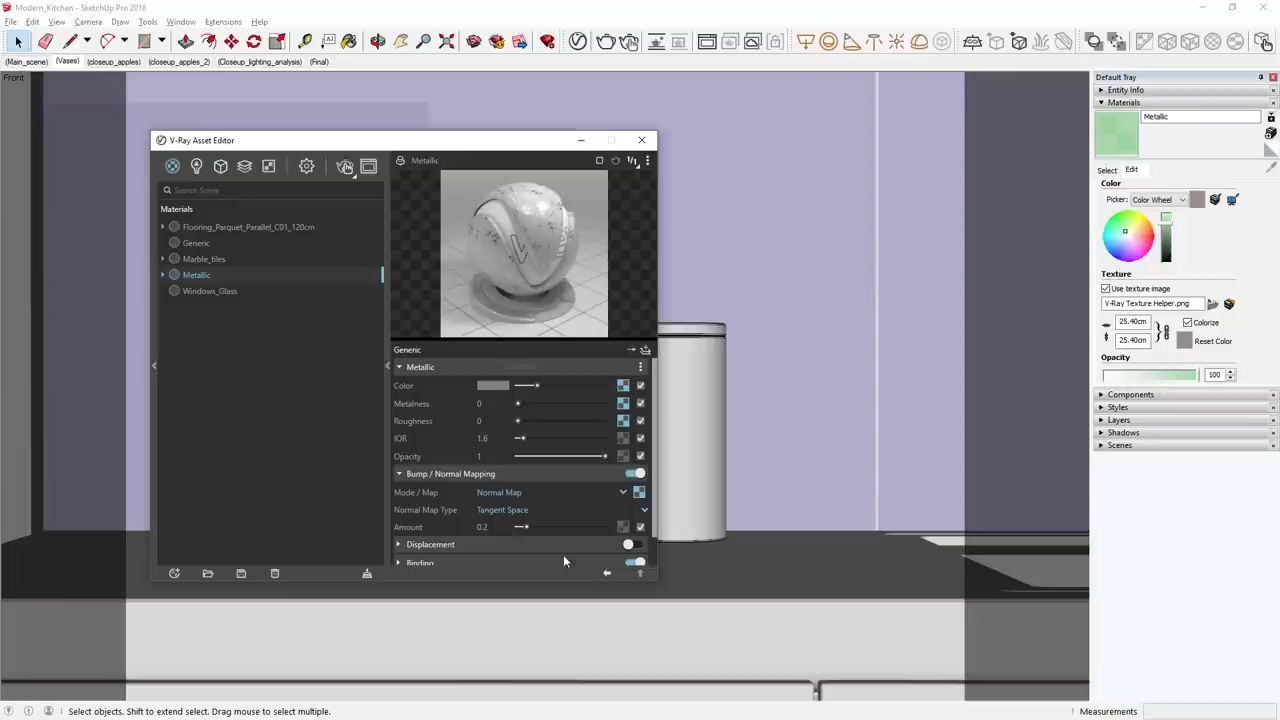 Modern_Kitchen - SketchUp Pro 2018
File Edit View Camera Draw Tools Window Extensions Help
(Main_scene) (Vases) (closeup_apples) (closeup_apples_2) (Closeup_lighting_analysis) (Final)
Front
V-Ray Asset Editor
Search Scene
Materials
Flooring_Parquet_Parallel_C01_120cm
Generic
Marble_tiles
Metallic
Windows_Glass
Metallic
1/1
Generic
Metallic
Color
Metalness 0
Roughness 0
IOR 1.6
Opacity 1
Bump / Normal Mapping
Mode / Map Normal Map
Normal Map Type Tangent Space
Amount 0.2
Displacement
Binding
Default Tray
Entity Info
Materials
Metallic
Select Edit
Color
Picker: Color Wheel
Texture
Use texture image
V-Ray Texture Helper.png
25.40cm Colorize
25.40cm Reset Color
Opacity
100
Components
Styles
Layers
Shadows
Scenes
Select objects. Shift to extend select. Drag mouse to select multiple.
Measurements